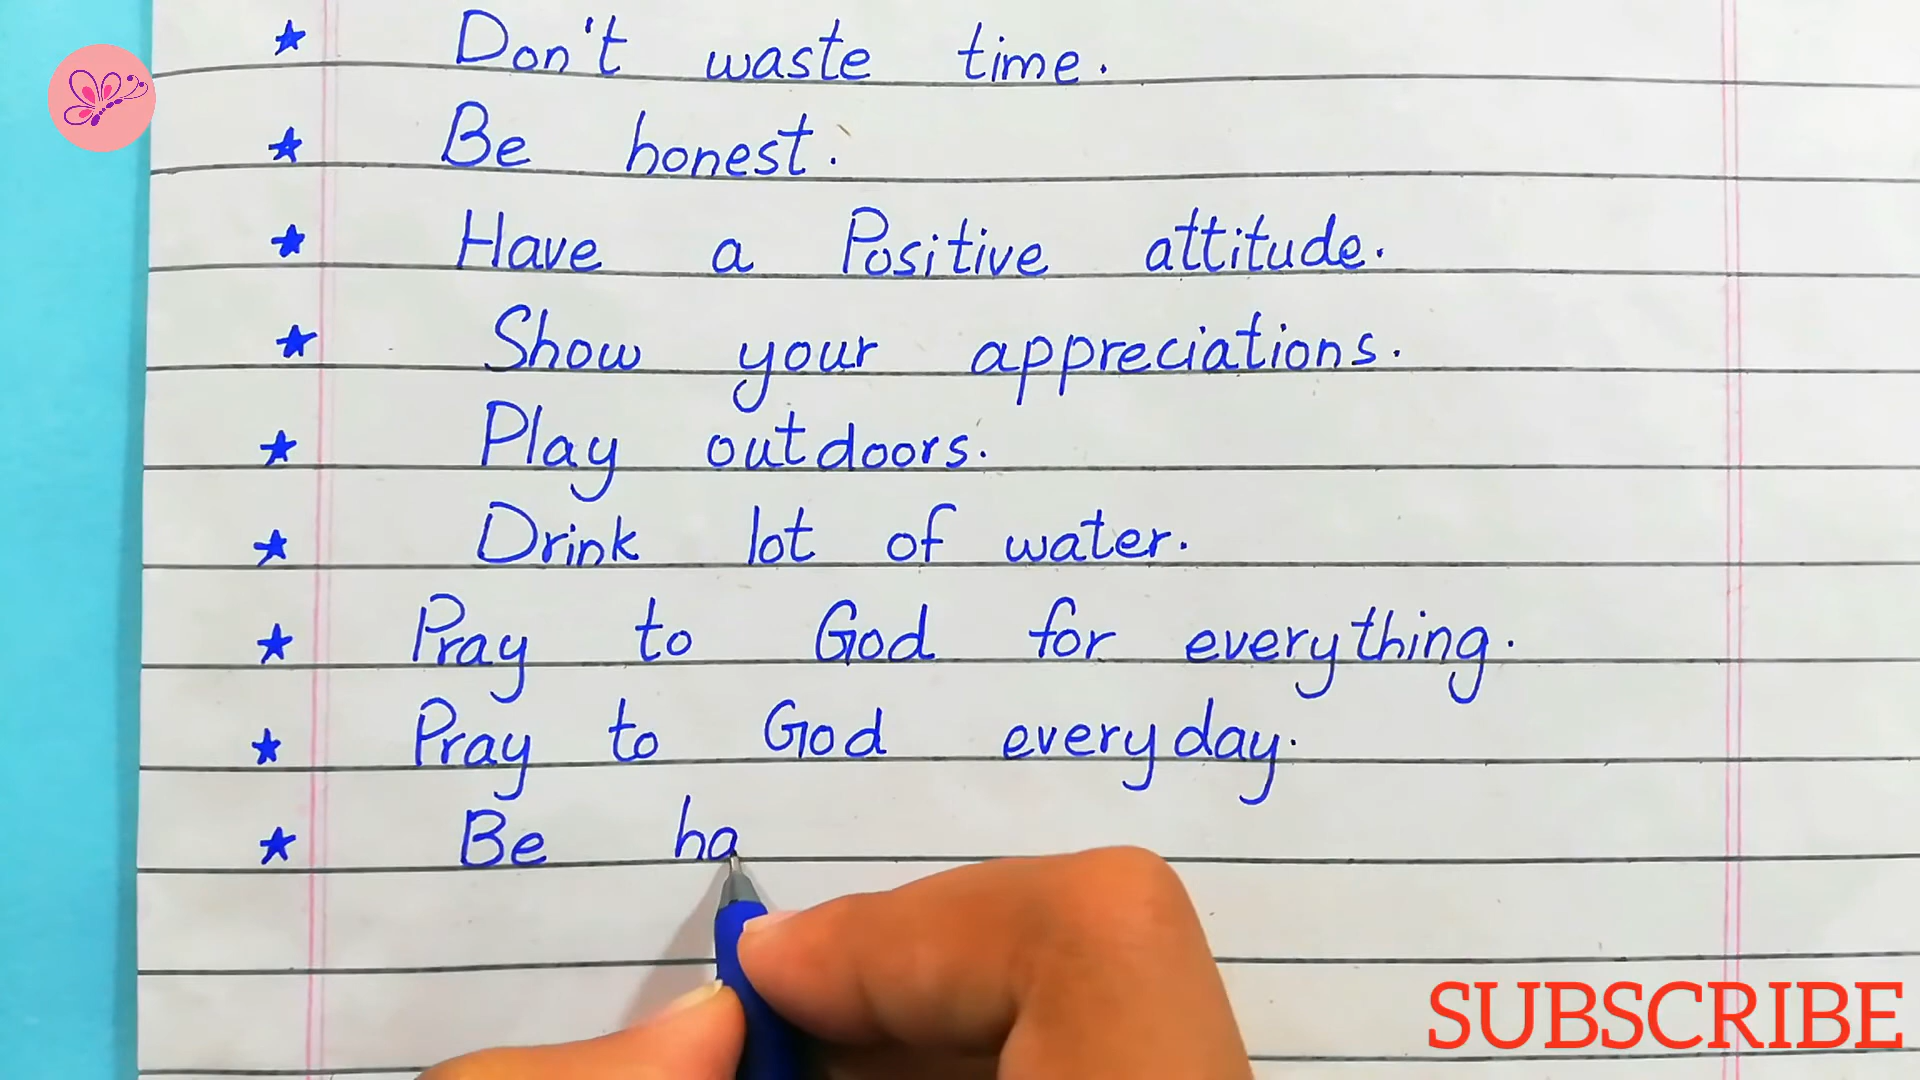 ★ Don't waste time.
★ Be honest.
★ Have a Positive attitude.
★ Show your appreciations.
★ Play outdoors.
★ Drink lot of water.
★ Pray to God for everything.
★ Pray to God everyday.
★ Be ha
SUBSCRIBE